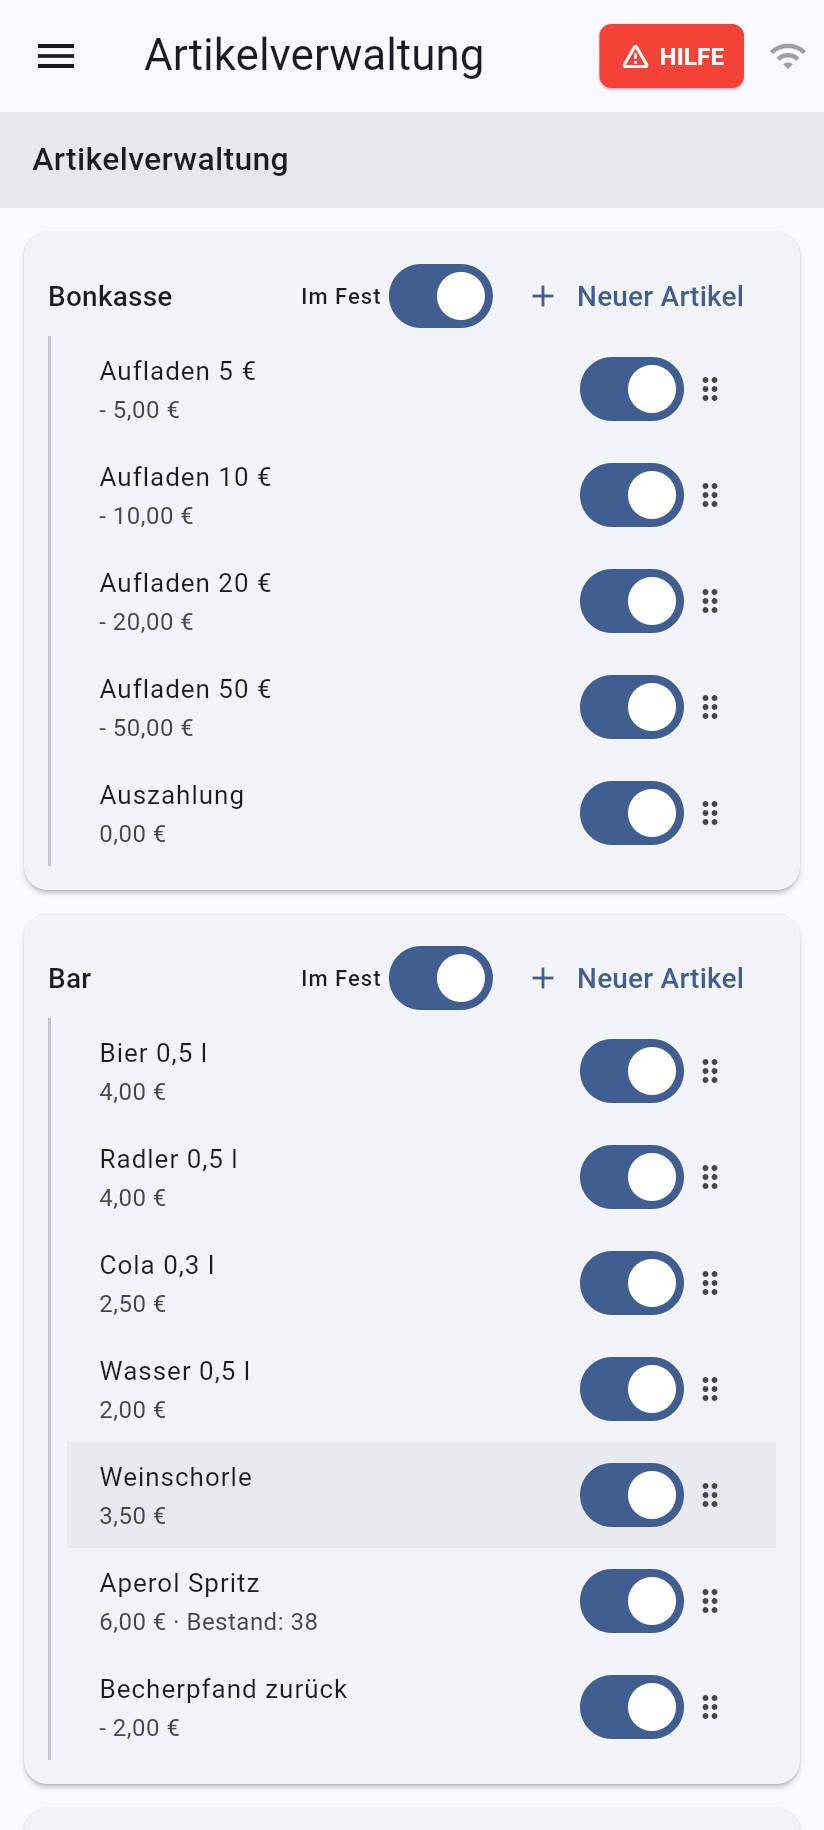 Artikelverwaltung
HILFE
Artikelverwaltung
Bonkasse Im Fest + Neuer Artikel
Aufladen 5 €
- 5,00 €
Aufladen 10 €
- 10,00 €
Aufladen 20 €
- 20,00 €
Aufladen 50 €
- 50,00 €
Auszahlung
0,00 €
Bar Im Fest + Neuer Artikel
Bier 0,5 l
4,00 €
Radler 0,5 l
4,00 €
Cola 0,3 l
2,50 €
Wasser 0,5 l
2,00 €
Weinschorle
3,50 €
Aperol Spritz
6,00 € · Bestand: 38
Becherpfand zurück
- 2,00 €